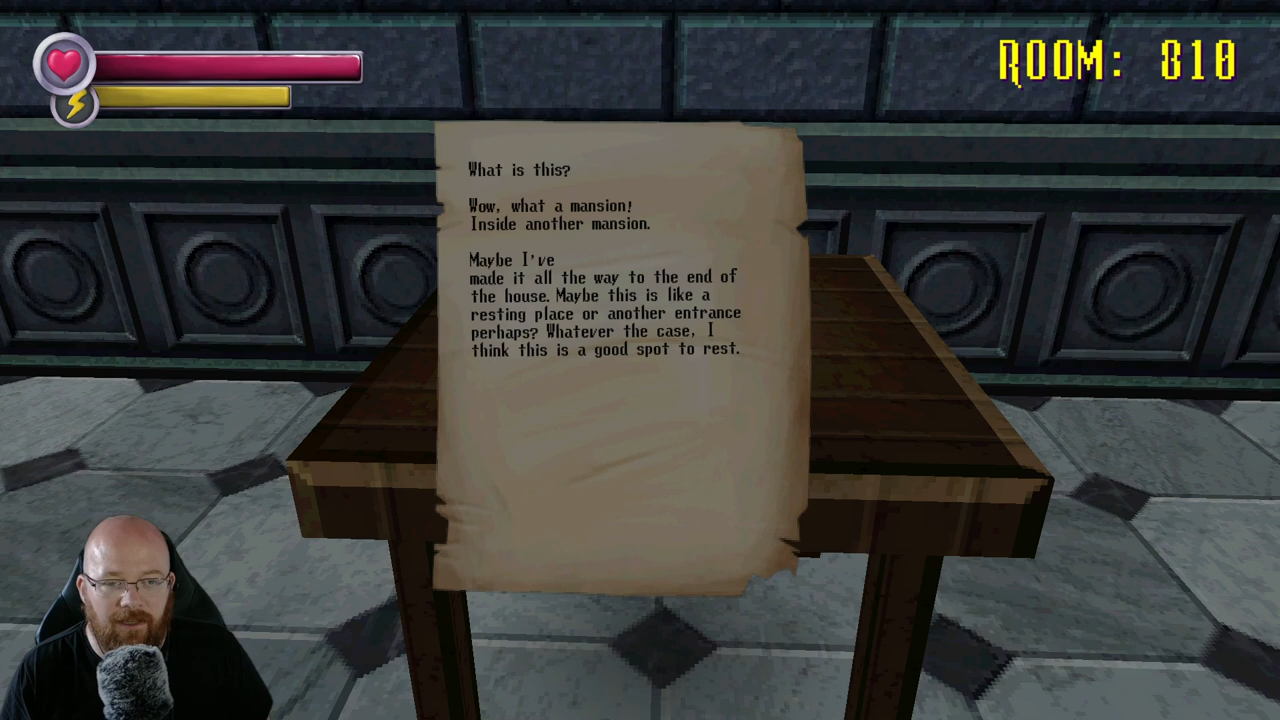 ROOM: 810
What is this?
Wow, what a mansion!
Inside another mansion.
Maybe I've
made it all the way to the end of
the house. Maybe this is like a
resting place or another entrance
perhaps? Whatever the case, I
think this is a good spot to rest.